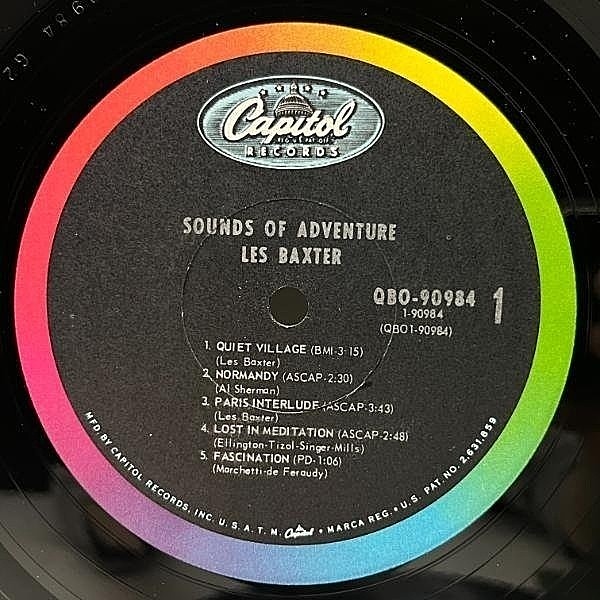 Capitol
REG. U.S. PAT. OFF.
RECORDS
SOUNDS OF ADVENTURE
LES BAXTER
QBO-90984 1
1-90984
(QBO1-90984)
1. QUIET VILLAGE (BMI-3:15)
(Les Baxter)
2. NORMANDY (ASCAP-2:30)
(Al Sherman)
3. PARIS INTERLUDE (ASCAP-3:43)
(Les Baxter)
4. LOST IN MEDITATION (ASCAP-2:48)
(Ellington-Tizol-Singer-Mills)
5. FASCINATION (PD-1:06)
(Marchetti-de Feraudy)
MFD. BY CAPITOL RECORDS, INC. U.S.A. T.M. Capitol • MARCA REG. • U.S. PAT. NO. 2,631,859